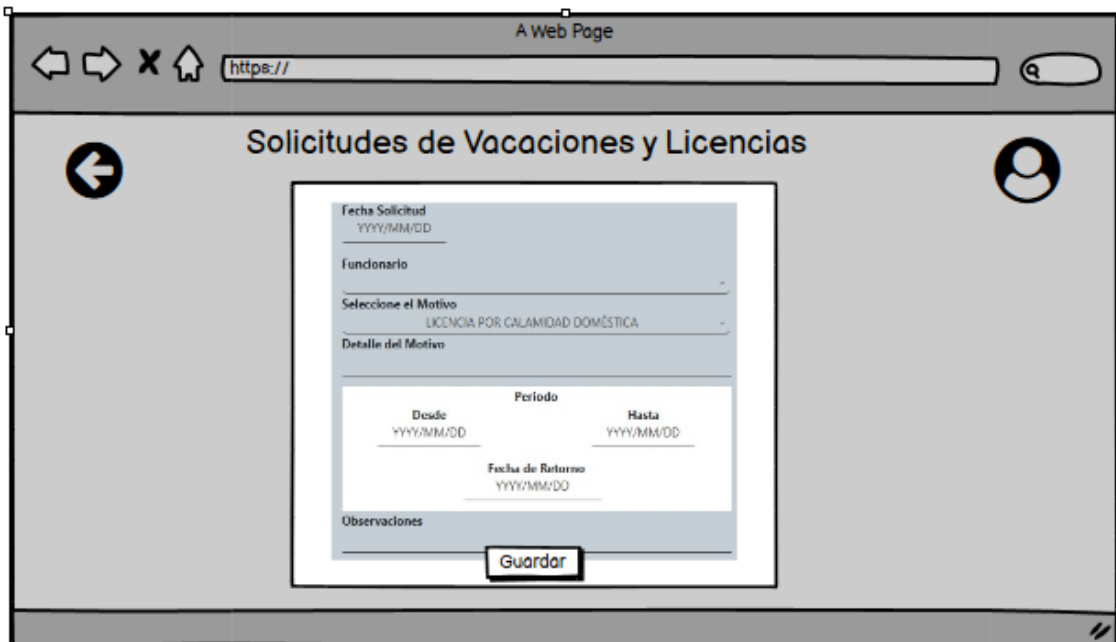 A Web Page
https://
Solicitudes de Vacaciones y Licencias
Fecha Solicitud
YYYY/MM/DD
Funcionario
Seleccione el Motivo
LICENCIA POR CALAMIDAD DOMÉSTICA
Detalle del Motivo
Periodo
Desde Hasta
YYYY/MM/DD YYYY/MM/DD
Fecha de Retorno
YYYY/MM/DD
Observaciones
Guardar